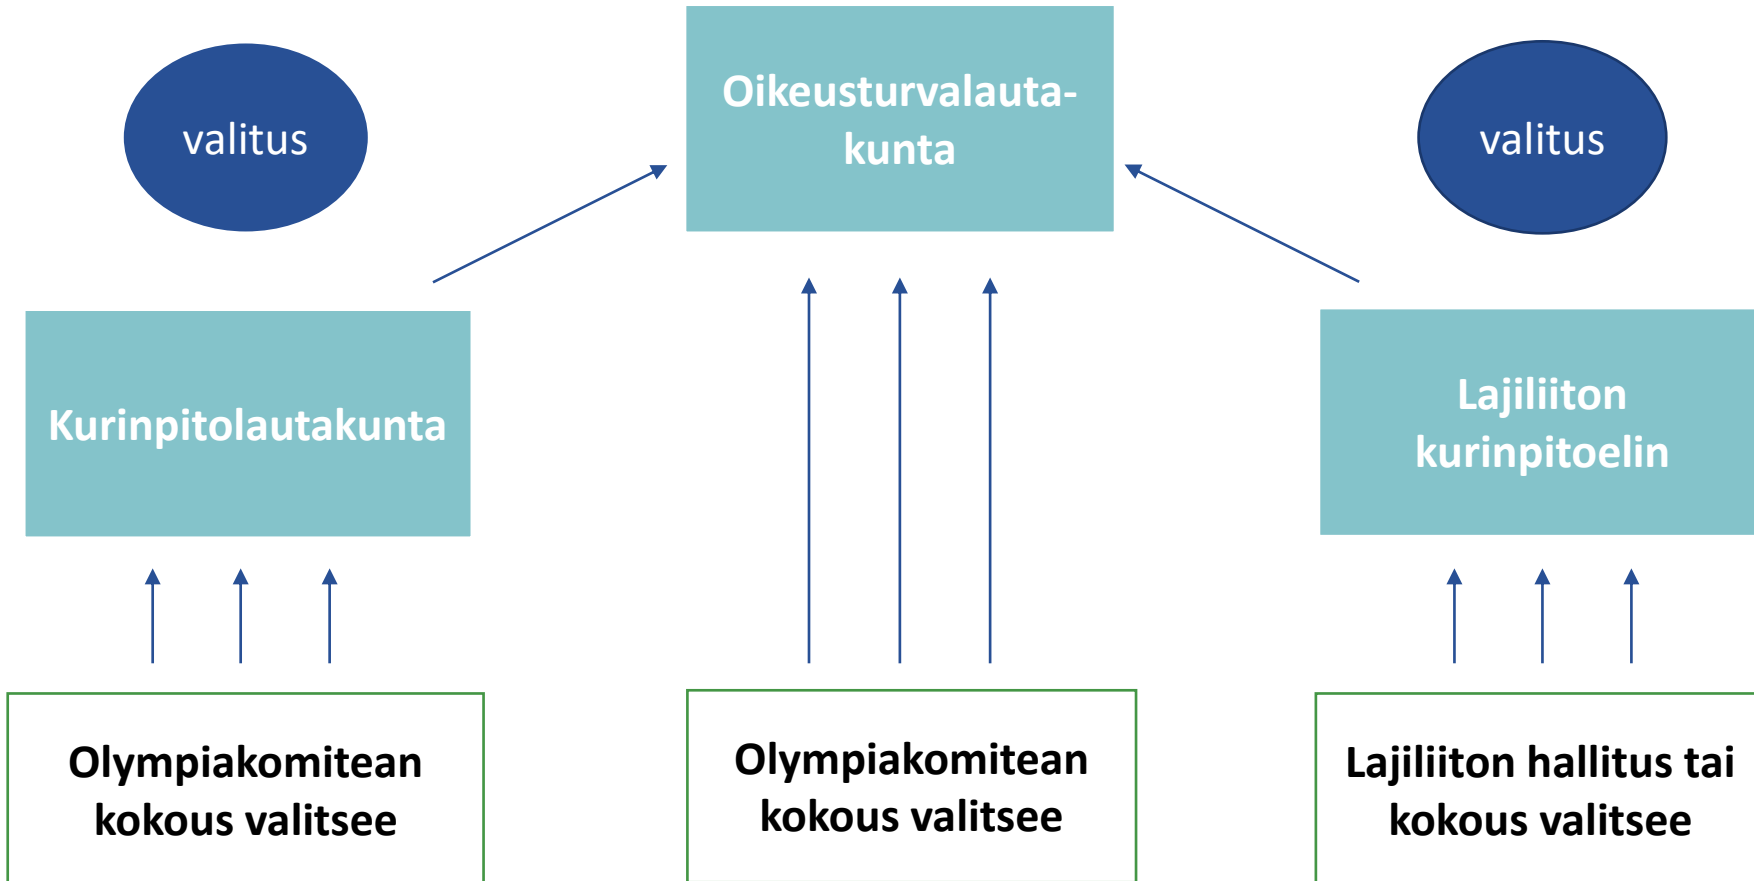 valitus
Oikeusturvalauta-
kunta
valitus
Kurinpitolautakunta
Lajiliiton
kurinpitoelin
Olympiakomitean
kokous valitsee
Olympiakomitean
kokous valitsee
Lajiliiton hallitus tai
kokous valitsee